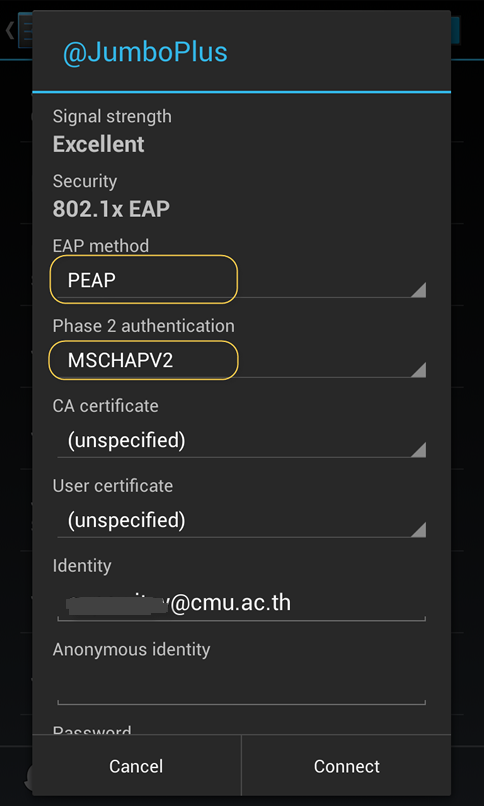 @JumboPlus
Signal strength
Excellent
Security
802.1x EAP
EAP method
PEAP
Phase 2 authentication
MSCHAPV2
CA certificate
(unspecified)
User certificate
(unspecified)
Identity
@cmu.ac.th
Anonymous identity
Password
Cancel
Connect